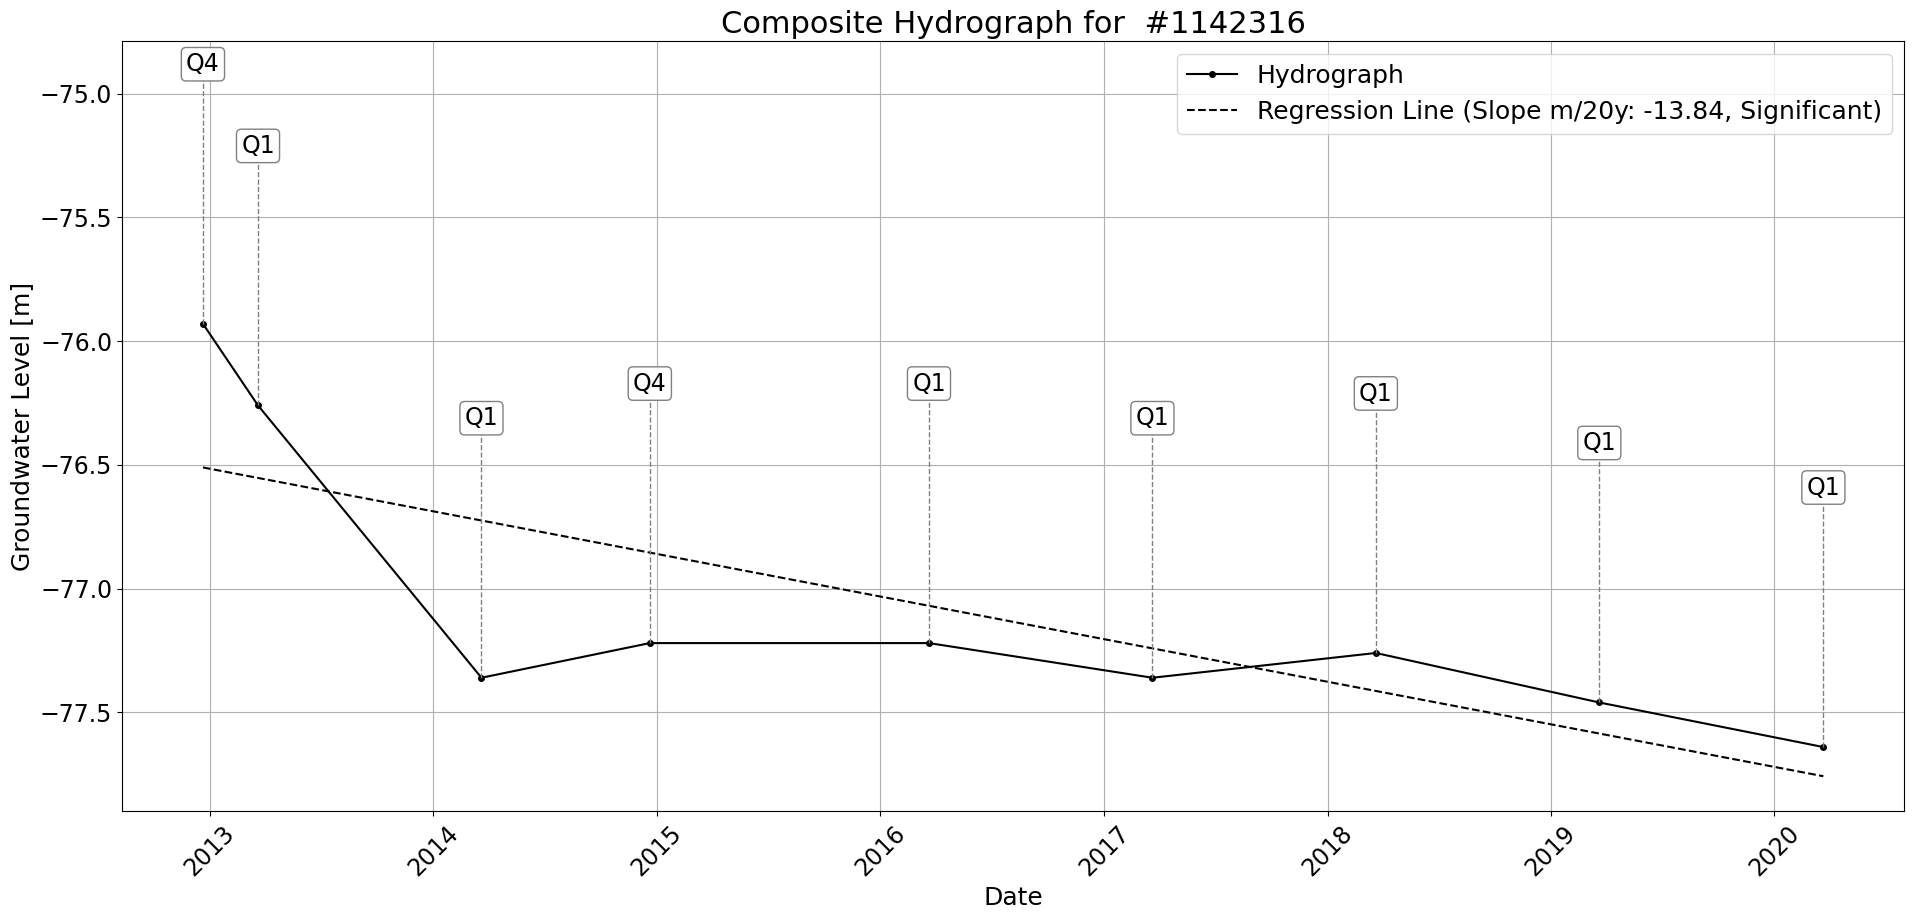 Composite Hydrograph for  #1142316
Hydrograph
Regression Line (Slope m/20y: -13.84, Significant)
Q4
Q1
Q1
Q4
Q1
Q1
Q1
Q1
Q1
Groundwater Level [m]
−75.0
−75.5
−76.0
−76.5
−77.0
−77.5
2013
2014
2015
2016
2017
2018
2019
2020
Date